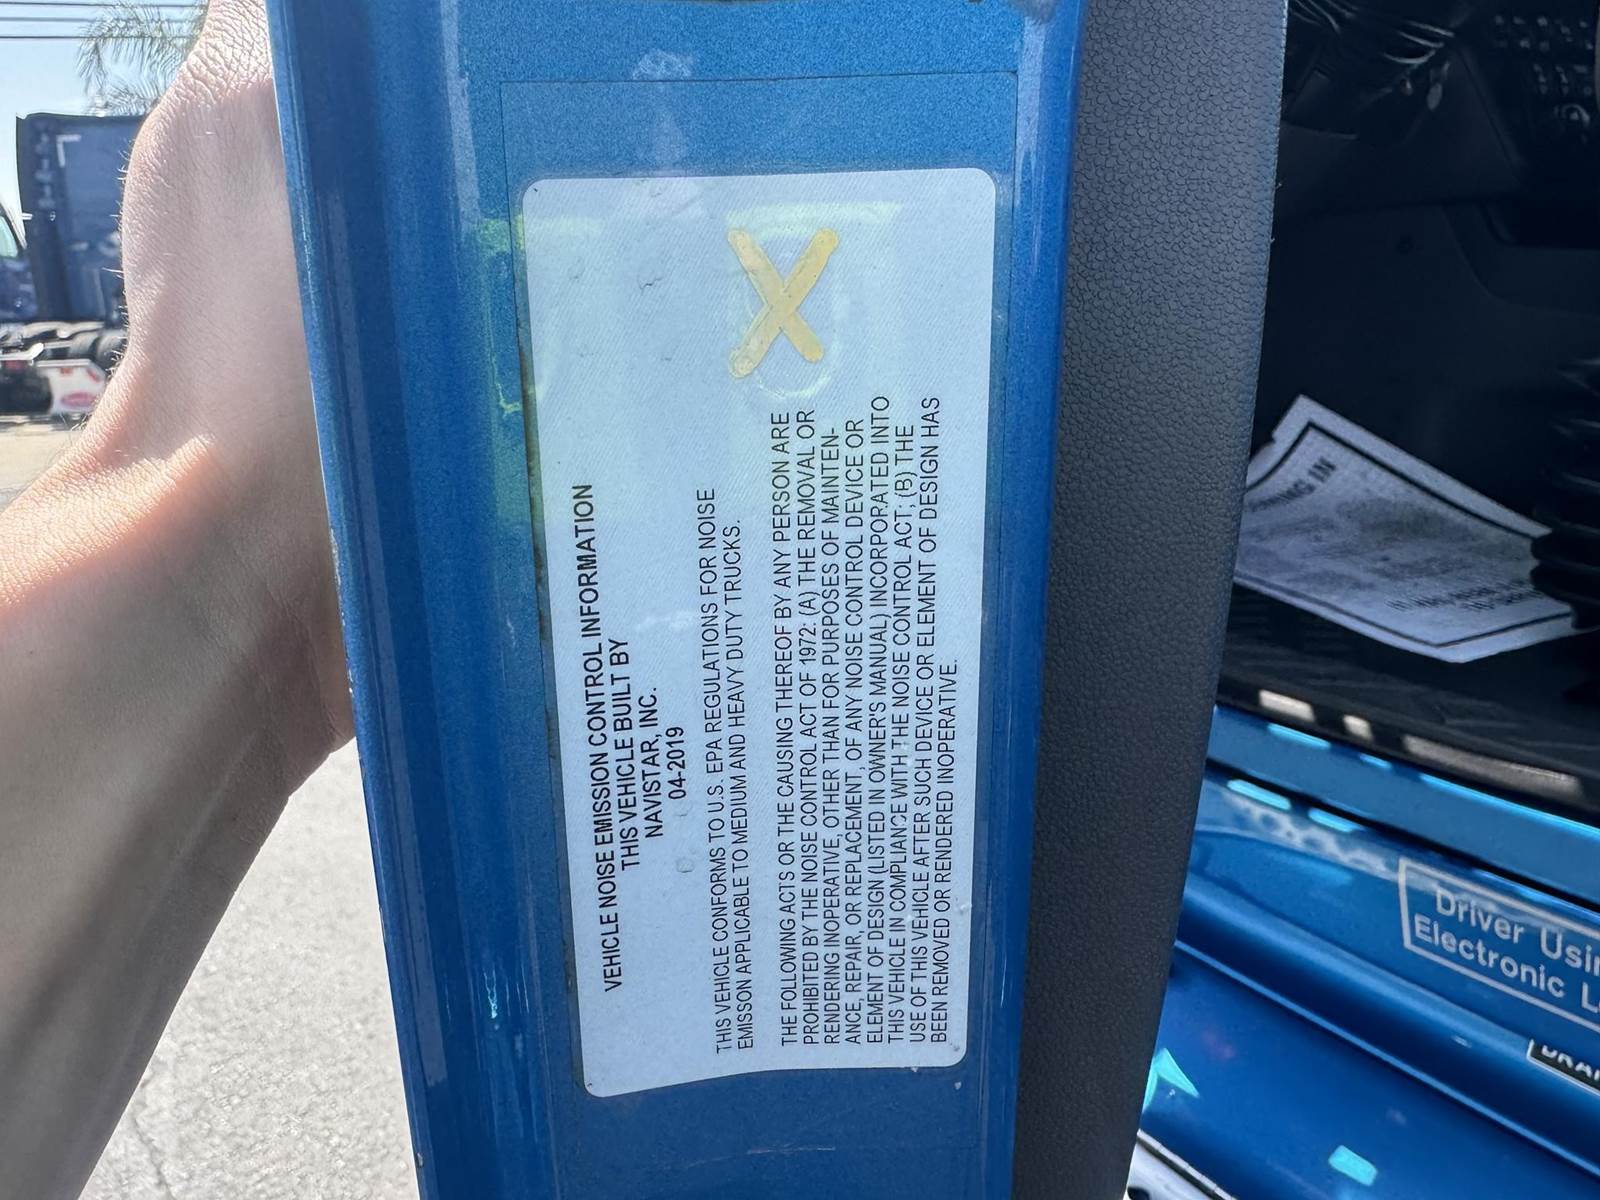 X
VEHICLE NOISE EMISSION CONTROL INFORMATION
THIS VEHICLE BUILT BY
NAVISTAR, INC.
04-2019
THIS VEHICLE CONFORMS TO U.S. EPA REGULATIONS FOR NOISE
EMISSON APPLICABLE TO MEDIUM AND HEAVY DUTY TRUCKS.
THE FOLLOWING ACTS OR THE CAUSING THEREOF BY ANY PERSON ARE
PROHIBITED BY THE NOISE CONTROL ACT OF 1972: (A) THE REMOVAL OR
RENDERING INOPERATIVE, OTHER THAN FOR PURPOSES OF MAINTEN-
ANCE, REPAIR, OR REPLACEMENT, OF ANY NOISE CONTROL DEVICE OR
ELEMENT OF DESIGN (LISTED IN OWNER'S MANUAL) INCORPORATED INTO
THIS VEHICLE IN COMPLIANCE WITH THE NOISE CONTROL ACT; (B) THE
USE OF THIS VEHICLE AFTER SUCH DEVICE OR ELEMENT OF DESIGN HAS
BEEN REMOVED OR RENDERED INOPERATIVE.
Driver Usin
Electronic L